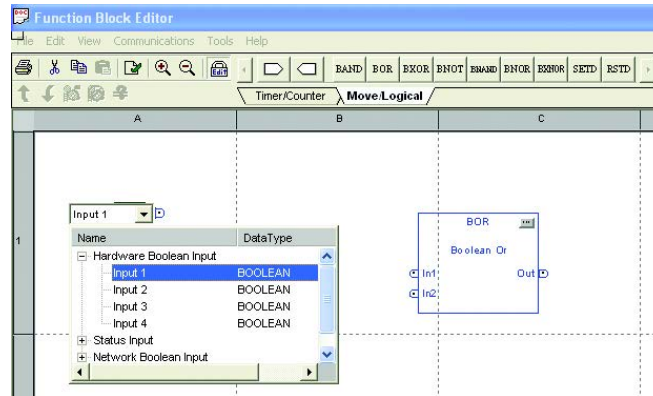 Function Block Editor
File Edit View Communications Tools Help
BAND BOR BXOR BNOT BNAND BNOR BXNOR SETD RSTD
Timer/Counter Move/Logical
A B C
Input 1
BOR
1
Name DataType
Boolean Or
Hardware Boolean Input
Input 1 BOOLEAN
In1 Out
Input 2 BOOLEAN
In2
Input 3 BOOLEAN
Input 4 BOOLEAN
Status Input
Network Boolean Input